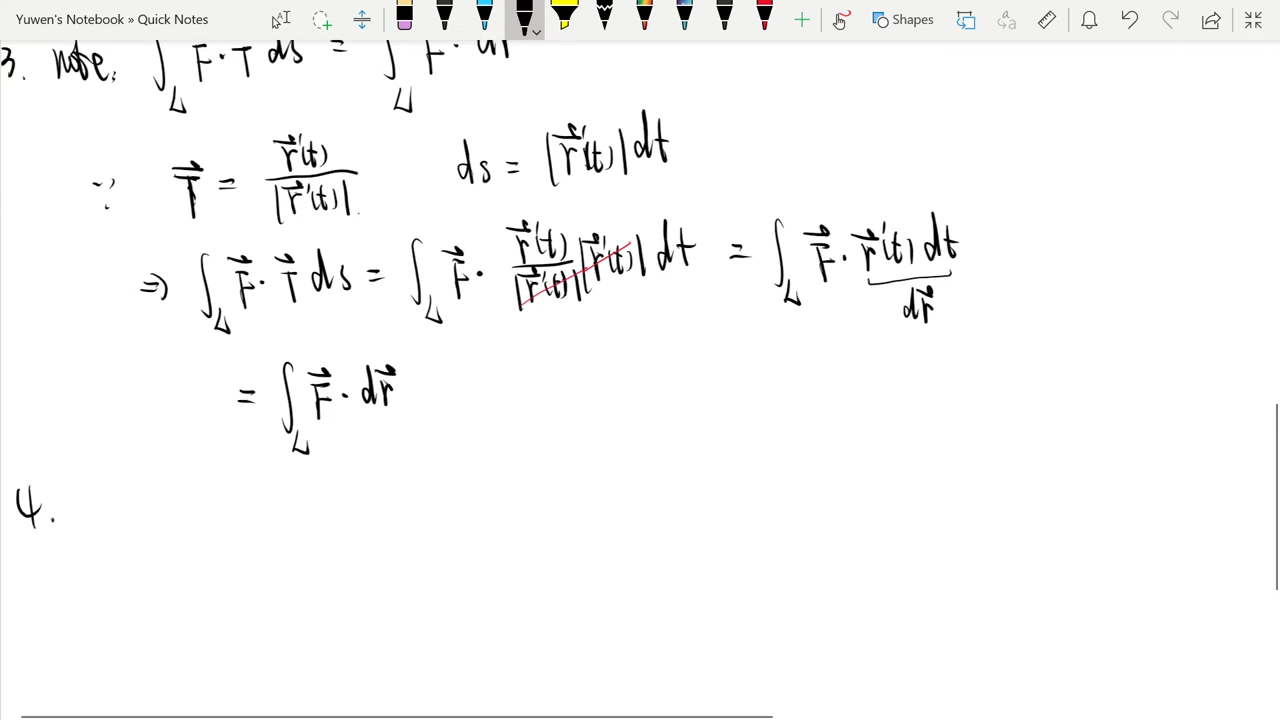 Yuwen's Notebook » Quick Notes
Shapes
3. note: ∫_L F · T ds = ∫_L F · dr
∵ T⃗ = r⃗'(t) / |r⃗'(t)|   ds = |r⃗'(t)| dt
⇒ ∫_L F⃗ · T⃗ ds = ∫_L F⃗ · r⃗'(t) / |r⃗'(t)| |r⃗'(t)| dt = ∫_L F⃗ · r⃗'(t) dt
dr⃗
= ∫_L F⃗ · dr⃗
4.